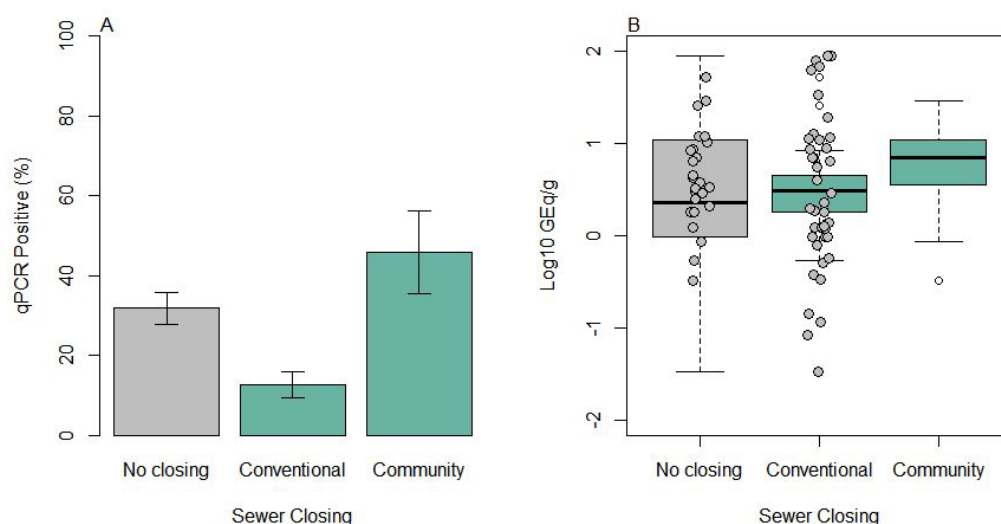 A
qPCR Positive (%)
100
80
60
40
20
0
No closing Conventional Community
Sewer Closing
B
Log10 GEq/g
2
1
0
-1
-2
No closing Conventional Community
Sewer Closing